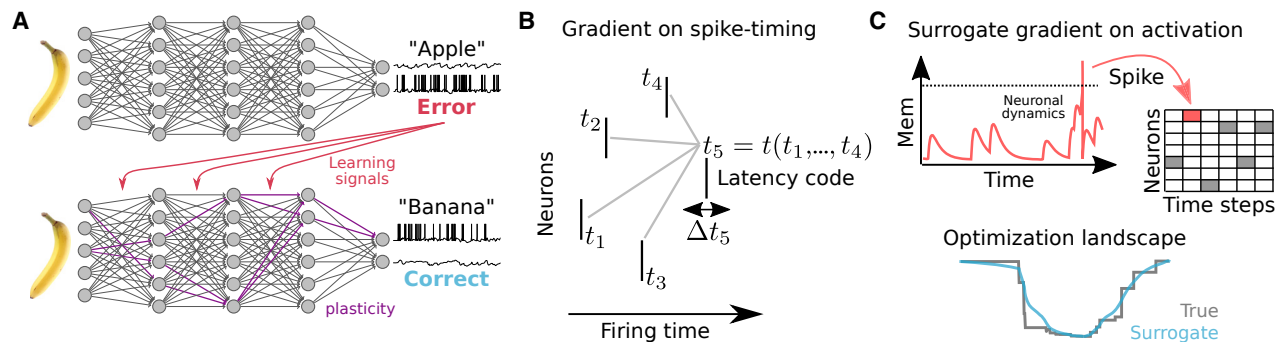 A
"Apple"
Error
Learning
signals
"Banana"
Correct
plasticity
B
Gradient on spike-timing
t4
t2
t5 = t(t1,..., t4)
Latency code
Δt5
t1
t3
Neurons
Firing time
C
Surrogate gradient on activation
Spike
Neuronal
dynamics
Mem
Time
Neurons
Time steps
Optimization landscape
True
Surrogate